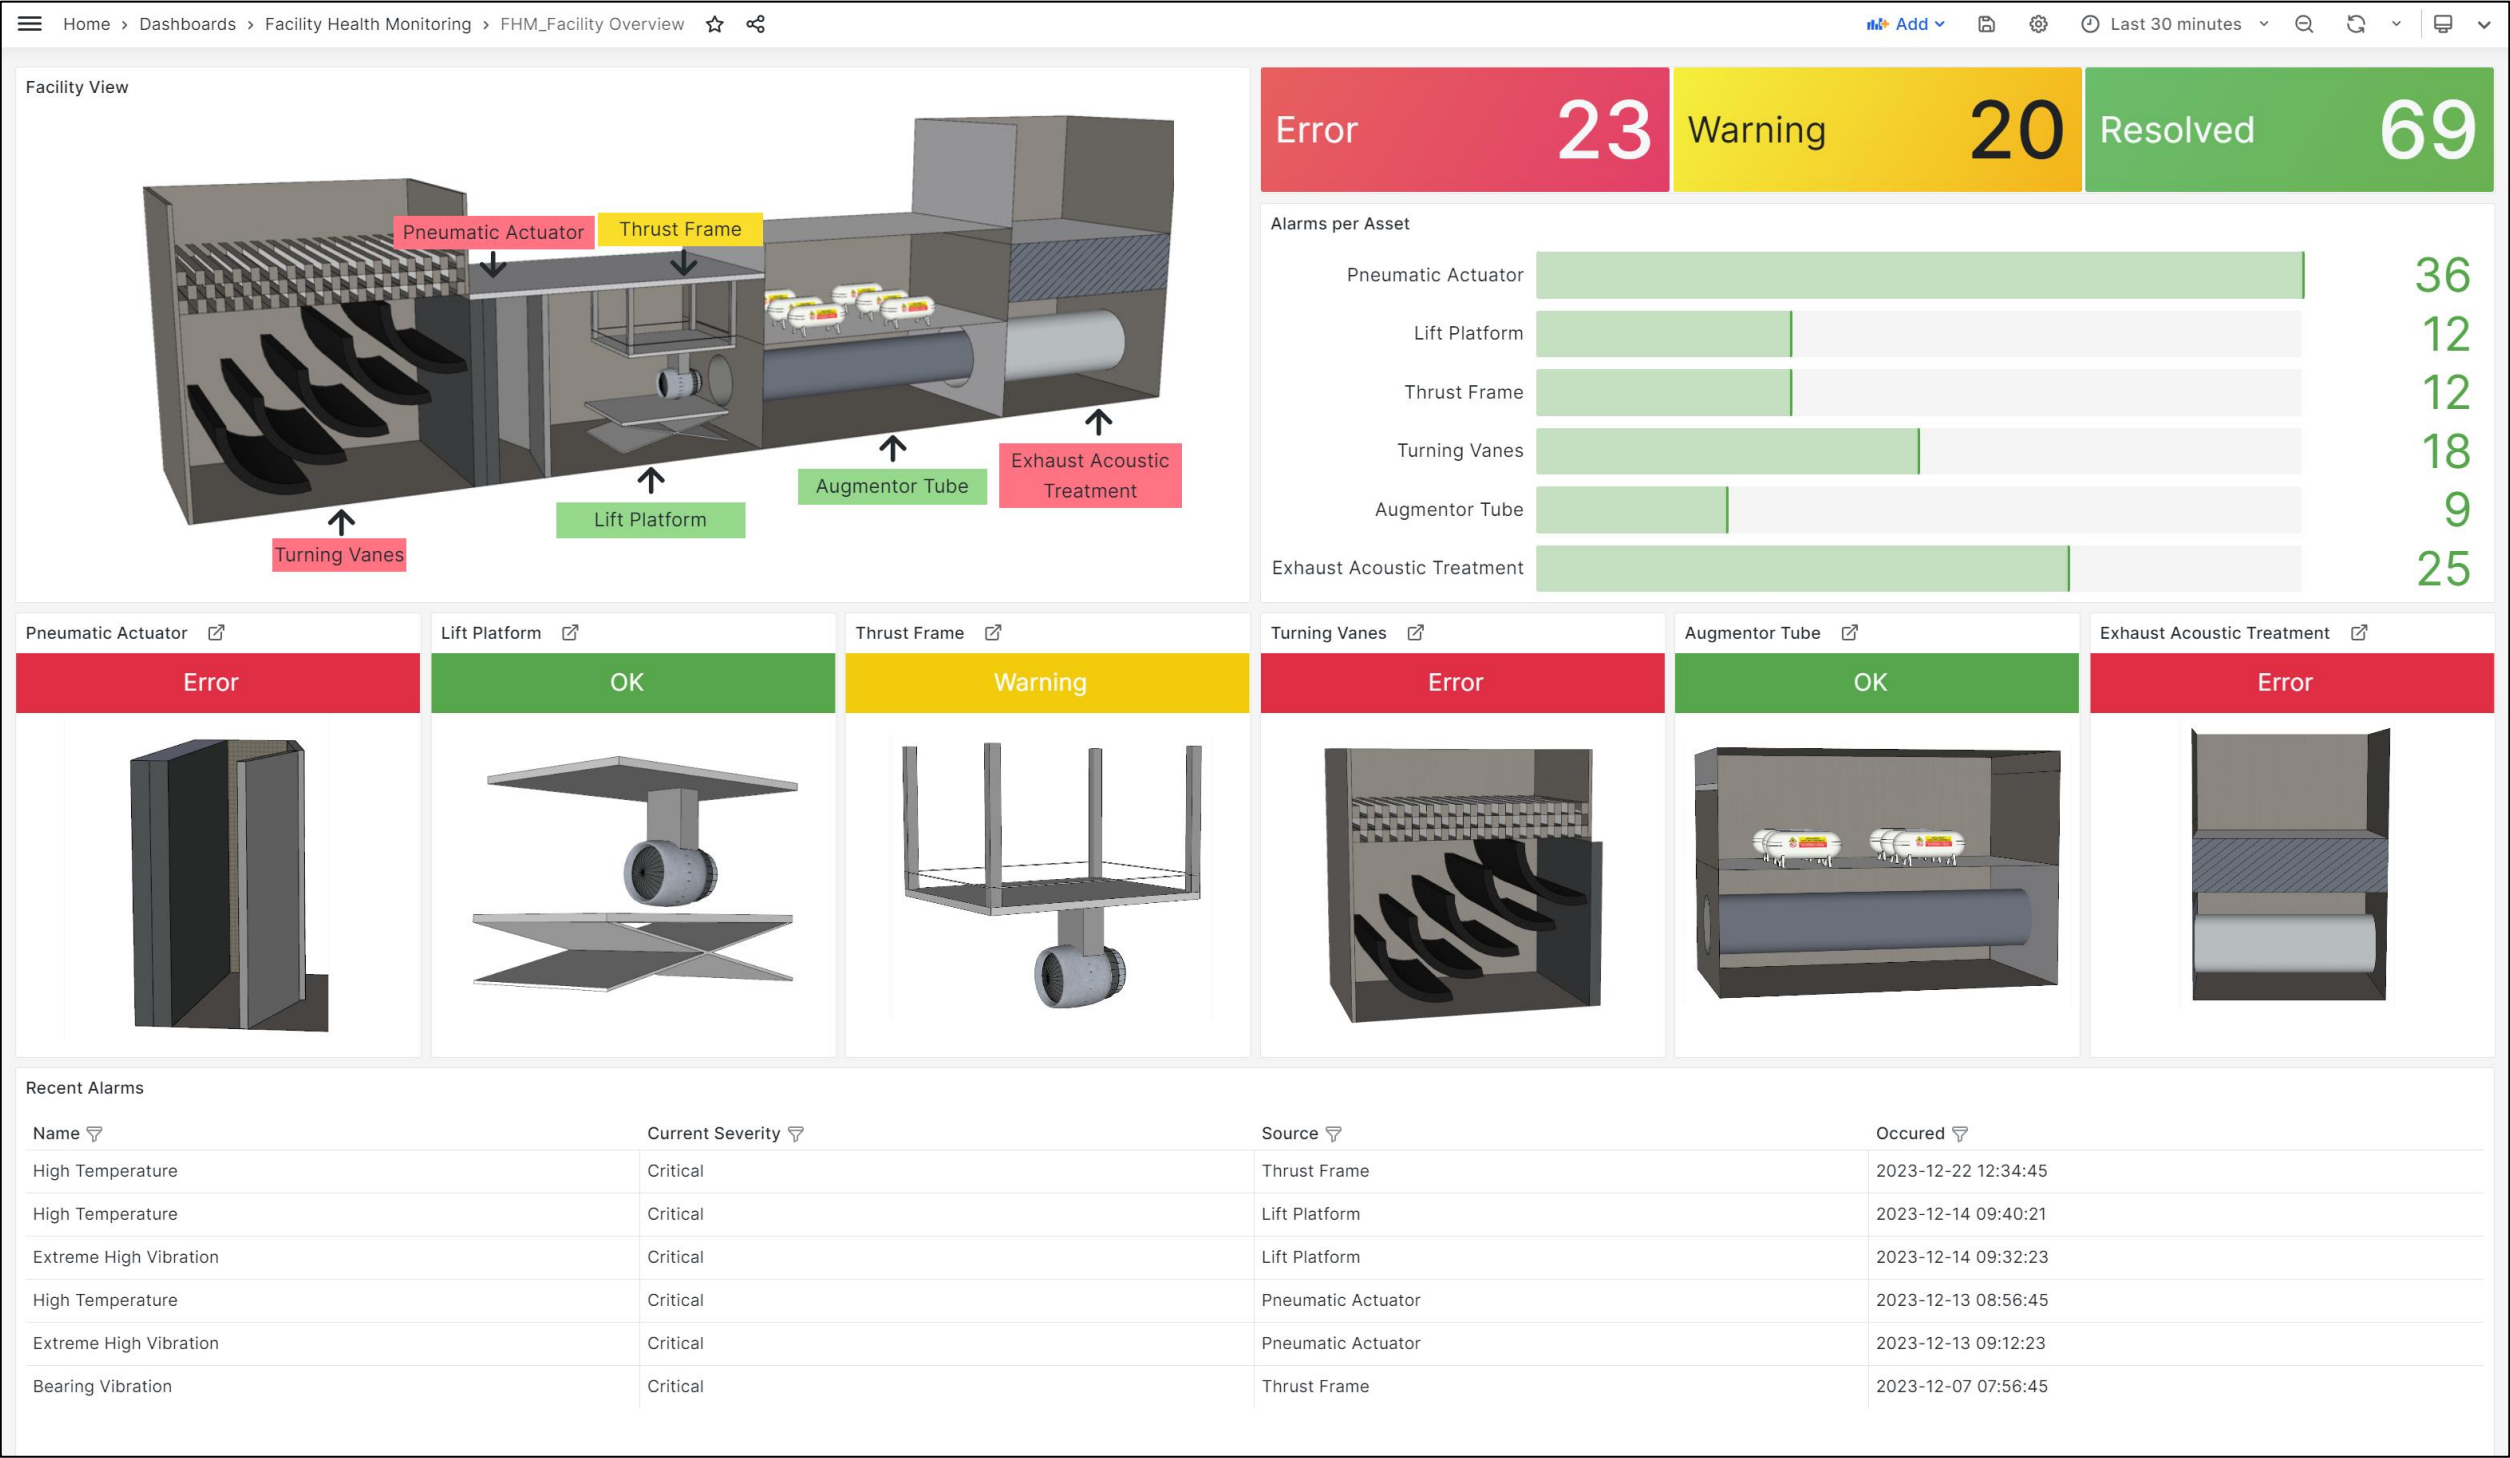 Home › Dashboards › Facility Health Monitoring › FHM_Facility Overview
Add
Last 30 minutes
Facility View
Pneumatic Actuator
Thrust Frame
Exhaust Acoustic
Treatment
Augmentor Tube
Lift Platform
Turning Vanes
Error 23
Warning 20
Resolved 69
Alarms per Asset
Pneumatic Actuator 36
Lift Platform 12
Thrust Frame 12
Turning Vanes 18
Augmentor Tube 9
Exhaust Acoustic Treatment 25
Pneumatic Actuator
Error
Lift Platform
OK
Thrust Frame
Warning
Turning Vanes
Error
Augmentor Tube
OK
Exhaust Acoustic Treatment
Error
Recent Alarms
Name Current Severity Source Occured
High Temperature Critical Thrust Frame 2023-12-22 12:34:45
High Temperature Critical Lift Platform 2023-12-14 09:40:21
Extreme High Vibration Critical Lift Platform 2023-12-14 09:32:23
High Temperature Critical Pneumatic Actuator 2023-12-13 08:56:45
Extreme High Vibration Critical Pneumatic Actuator 2023-12-13 09:12:23
Bearing Vibration Critical Thrust Frame 2023-12-07 07:56:45